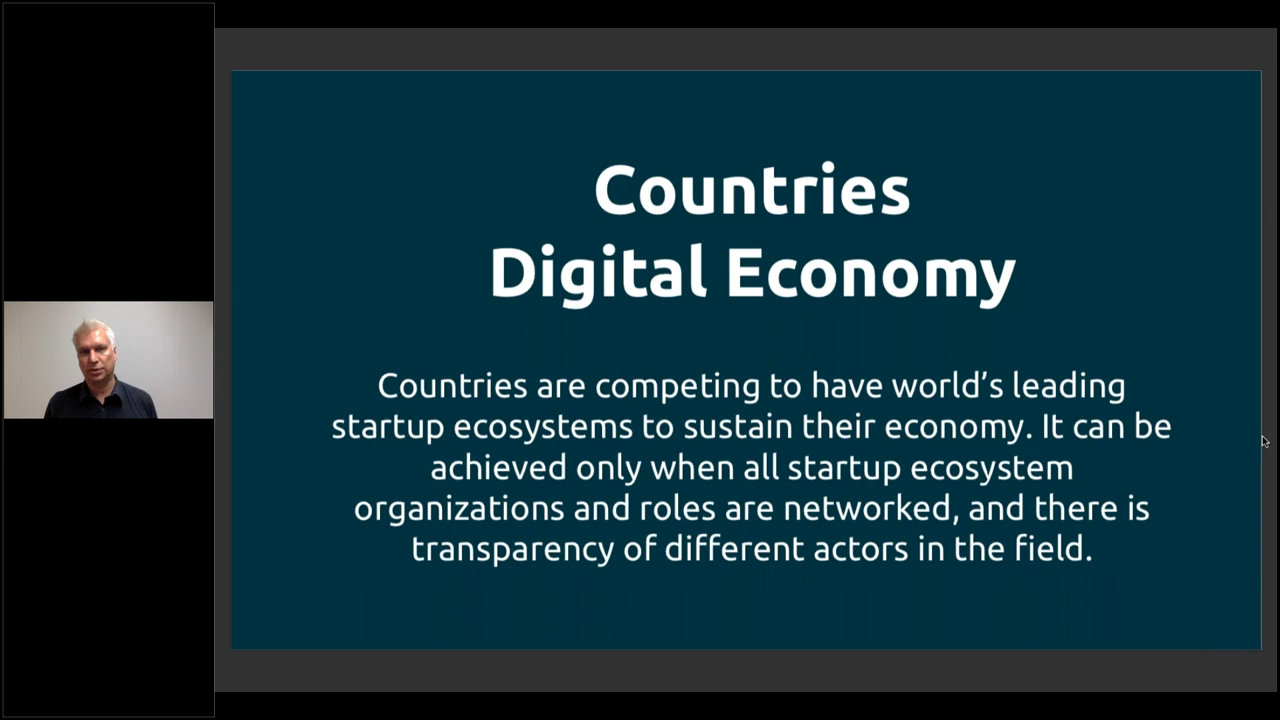 Countries
Digital Economy
Countries are competing to have world’s leading
startup ecosystems to sustain their economy. It can be
achieved only when all startup ecosystem
organizations and roles are networked, and there is
transparency of different actors in the field.